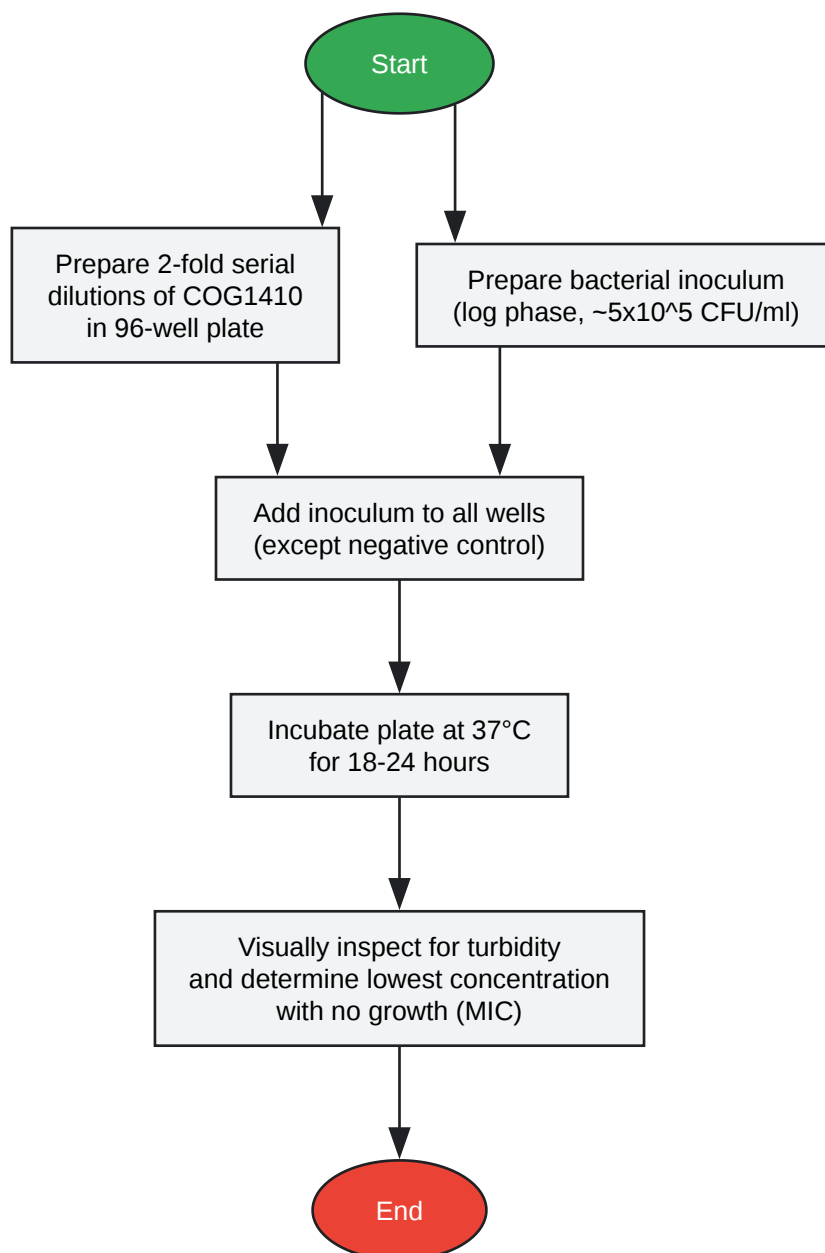 Start
Prepare 2-fold serial
dilutions of COG1410
in 96-well plate
Prepare bacterial inoculum
(log phase, ~5x10^5 CFU/ml)
Add inoculum to all wells
(except negative control)
Incubate plate at 37°C
for 18-24 hours
Visually inspect for turbidity
and determine lowest concentration
with no growth (MIC)
End